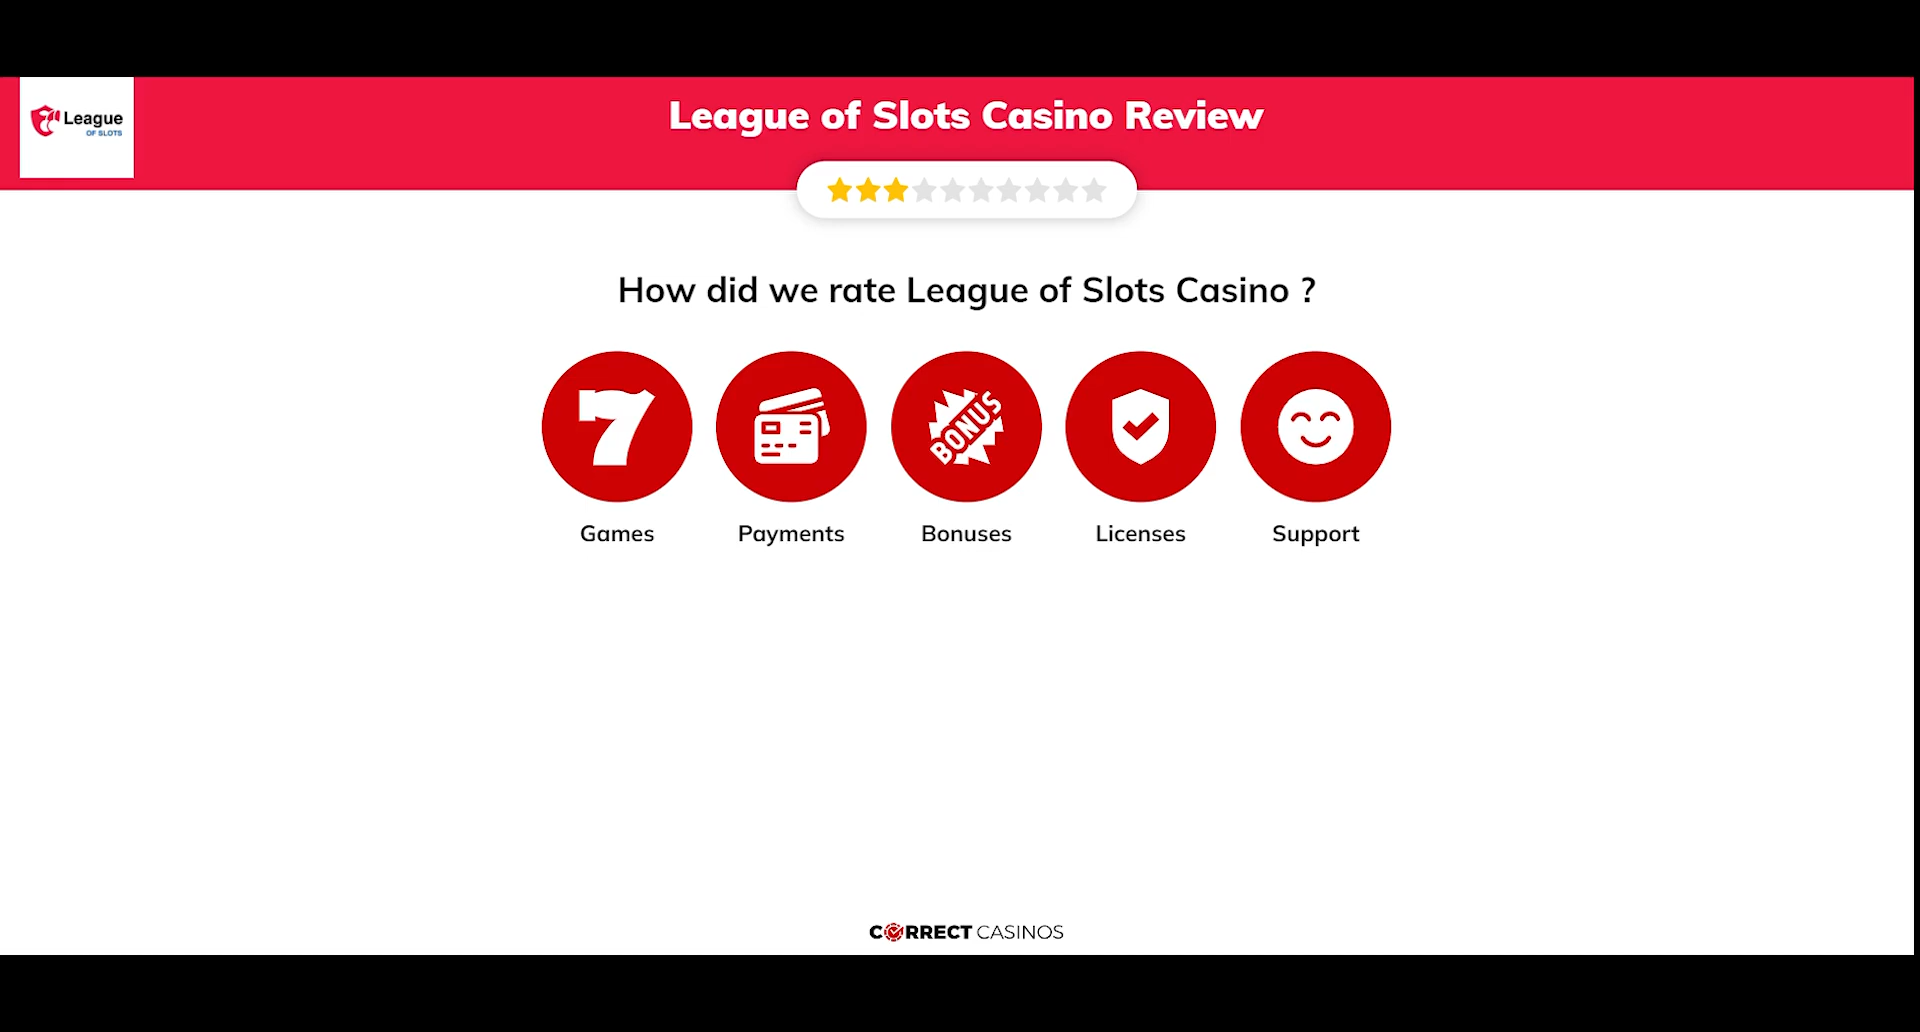 League
OF SLOTS
League of Slots Casino Review
How did we rate League of Slots Casino ?
7
BONUS
Games
Payments
Bonuses
Licenses
Support
CORRECT CASINOS